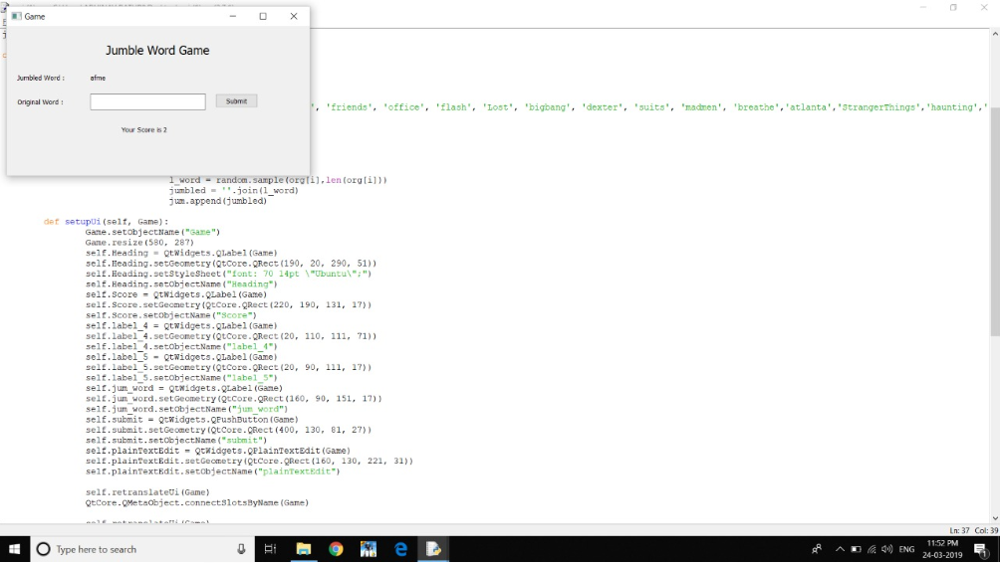 Game
Jumble Word Game
Jumbled Word :
afme
Original Word :
Submit
Your Score is 2
, 'friends', 'office', 'flash', 'Lost', 'bigbang', 'dexter', 'suits', 'madmen', 'breathe','atlanta','StrangerThings','haunting','
l_word = random.sample(org[i],len(org[i]))
jumbled = ''.join(l_word)
jum.append(jumbled)
def setupUi(self, Game):
Game.setObjectName("Game")
Game.resize(580, 287)
self.Heading = QtWidgets.QLabel(Game)
self.Heading.setGeometry(QtCore.QRect(190, 20, 290, 51))
self.Heading.setStyleSheet("font: 70 14pt \"Ubuntu\";")
self.Heading.setObjectName("Heading")
self.Score = QtWidgets.QLabel(Game)
self.Score.setGeometry(QtCore.QRect(220, 190, 131, 17))
self.Score.setObjectName("Score")
self.label_4 = QtWidgets.QLabel(Game)
self.label_4.setGeometry(QtCore.QRect(20, 110, 111, 71))
self.label_4.setObjectName("label_4")
self.label_5 = QtWidgets.QLabel(Game)
self.label_5.setGeometry(QtCore.QRect(20, 90, 111, 17))
self.label_5.setObjectName("label_5")
self.jum_word = QtWidgets.QLabel(Game)
self.jum_word.setGeometry(QtCore.QRect(160, 90, 151, 17))
self.jum_word.setObjectName("jum_word")
self.submit = QtWidgets.QPushButton(Game)
self.submit.setGeometry(QtCore.QRect(400, 130, 81, 27))
self.submit.setObjectName("submit")
self.plainTextEdit = QtWidgets.QPlainTextEdit(Game)
self.plainTextEdit.setGeometry(QtCore.QRect(160, 130, 221, 31))
self.plainTextEdit.setObjectName("plainTextEdit")
self.retranslateUi(Game)
QtCore.QMetaObject.connectSlotsByName(Game)
self.retranslateUi(Game)
Ln: 37 Col: 39
Type here to search
ENG
11:52 PM
24-03-2019
1